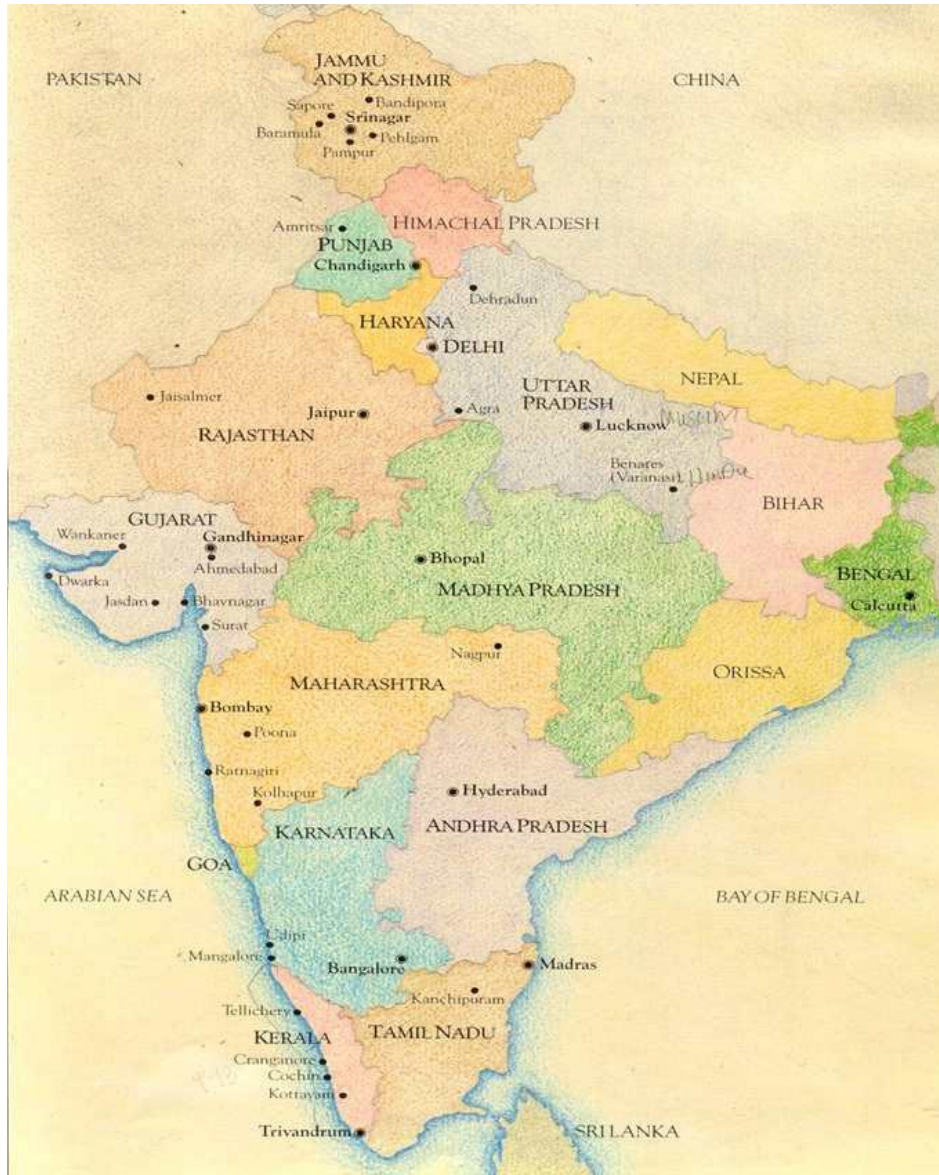 JAMMU
AND KASHMIR
PAKISTAN
CHINA
Bandipora
Sapore
Srinagar
Baramula
Pehlgam
Pampur
HIMACHAL PRADESH
Amritsar
PUNJAB
Chandigarh
Dehradun
HARYANA
DELHI
NEPAL
UTTAR
PRADESH
Jaisalmer
Agra
Jaipur
Lucknow
RAJASTHAN
Benares
(Varanasi)
BIHAR
GUJARAT
Wankaner
Gandhinagar
Ahmedabad
Bhopal
BENGAL
Dwarka
MADHYA PRADESH
Jasdan
Bhavnagar
Calcutta
Surat
Nagpur
ORISSA
MAHARASHTRA
Bombay
Poona
Ratnagiri
Kolhapur
Hyderabad
KARNATAKA
ANDHRA PRADESH
GOA
ARABIAN SEA
BAY OF BENGAL
Udipi
Mangalore
Bangalore
Madras
Kanchipuram
Tellichery
KERALA
TAMIL NADU
Cranganore
Cochin
Kottayam
Trivandrum
SRI LANKA